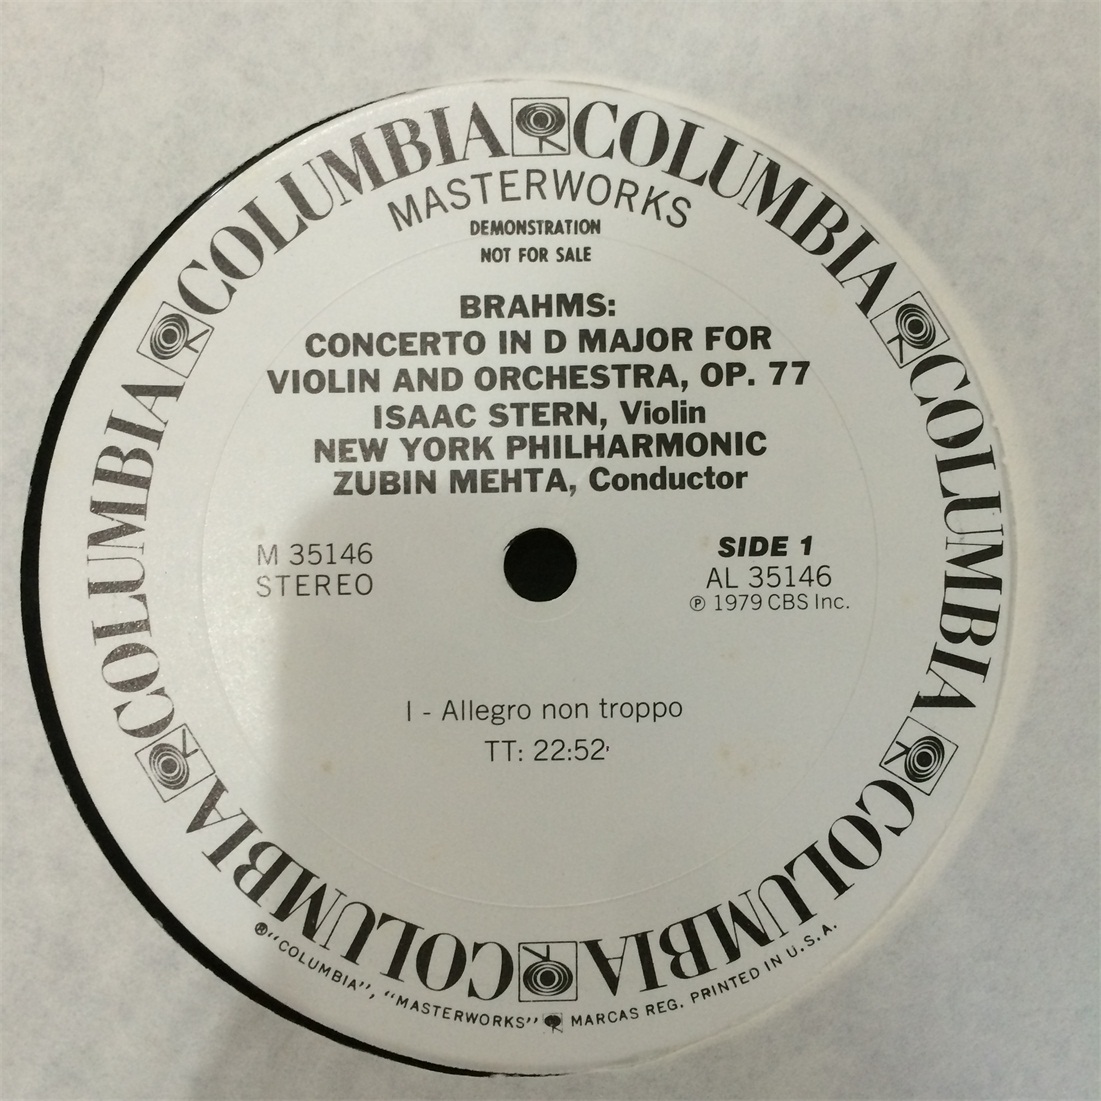 COLUMBIA COLUMBIA COLUMBIA COLUMBIA COLUMBIA COLUMBIA
MASTERWORKS
DEMONSTRATION
NOT FOR SALE
BRAHMS:
CONCERTO IN D MAJOR FOR
VIOLIN AND ORCHESTRA, OP. 77
ISAAC STERN, Violin
NEW YORK PHILHARMONIC
ZUBIN MEHTA, Conductor
M 35146
STEREO
SIDE 1
AL 35146
℗ 1979 CBS Inc.
I - Allegro non troppo
TT: 22:52'
®"COLUMBIA", "MASTERWORKS" MARCAS REG. PRINTED IN U.S.A.